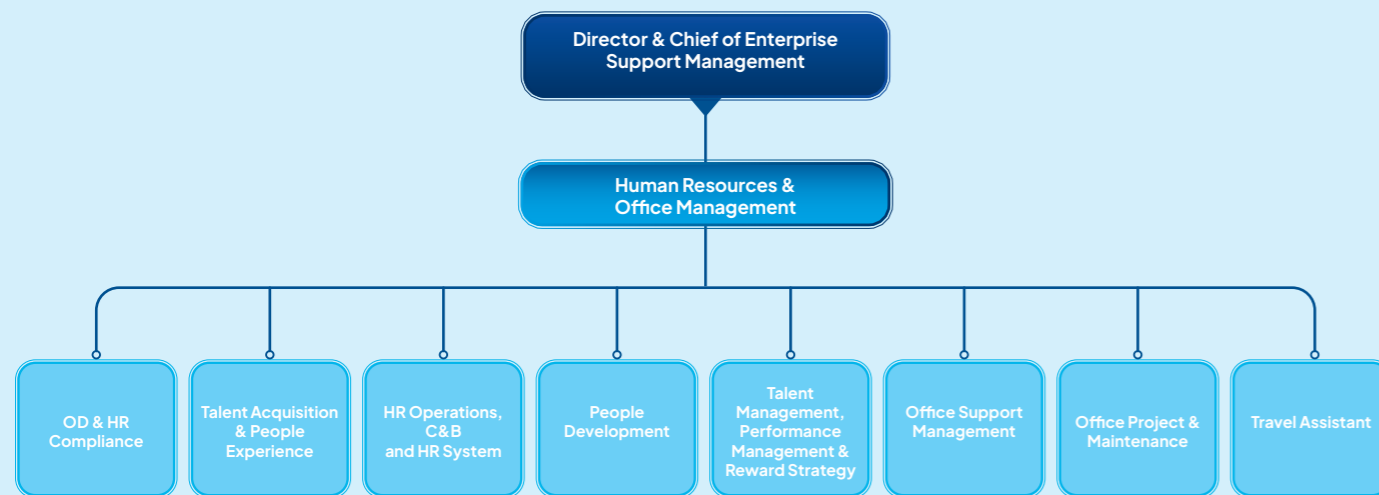 Director & Chief of Enterprise
Support Management
Human Resources &
Office Management
OD & HR
Compliance
Talent Acquisition
& People
Experience
HR Operations,
C&B
and HR System
People
Development
Talent
Management,
Performance
Management &
Reward Strategy
Office Support
Management
Office Project &
Maintenance
Travel Assistant